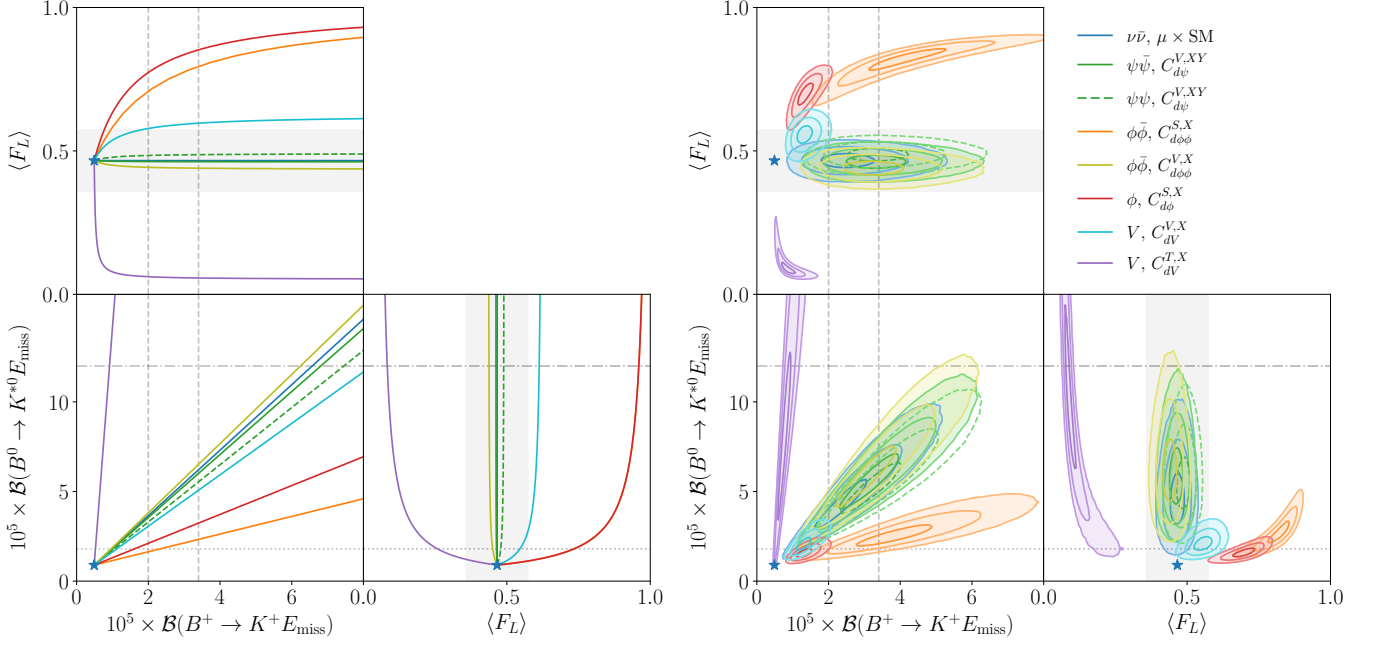 1.0
0.5
0.0
⟨F_L⟩
10
5
0
10^5 × B(B^0 → K^{*0} E_miss)
0
2
4
6
0.0
0.5
1.0
10^5 × B(B^+ → K^+ E_miss)
⟨F_L⟩
1.0
0.5
0.0
⟨F_L⟩
νν̄, μ × SM
ψψ̄, C_{dψ}^{V,XY}
ψψ, C_{dψ}^{V,XY}
φφ̄, C_{dφφ}^{S,X}
φφ̄, C_{dφφ}^{V,X}
φ, C_{dφ}^{S,X}
V, C_{dV}^{V,X}
V, C_{dV}^{T,X}
10
5
0
10^5 × B(B^0 → K^{*0} E_miss)
0
2
4
6
0.0
0.5
1.0
10^5 × B(B^+ → K^+ E_miss)
⟨F_L⟩